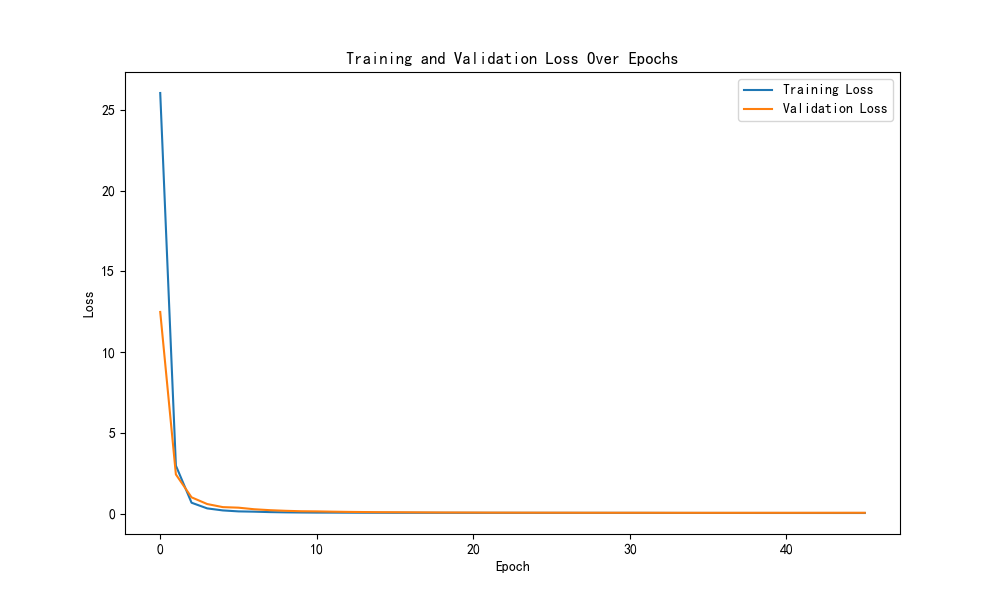 Training and Validation Loss Over Epochs
Training Loss
Validation Loss
25
20
15
10
5
0
Loss
0 10 20 30 40
Epoch